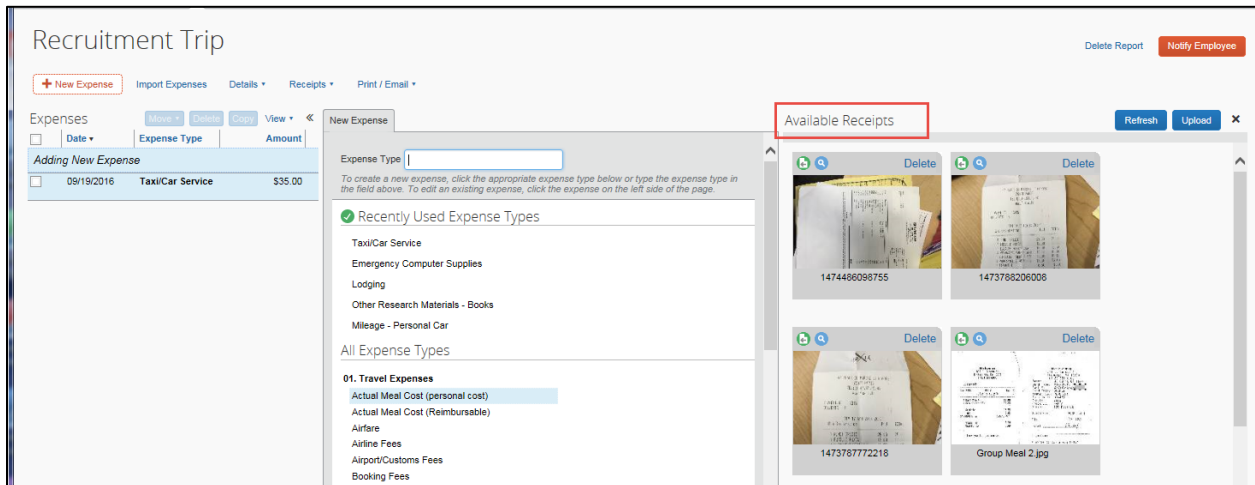 Recruitment Trip
Delete Report Notify Employee
+ New Expense Import Expenses Details Receipts Print / Email
Expenses Move Delete Copy View «
Date Expense Type Amount
Adding New Expense
09/19/2016 Taxi/Car Service $35.00
New Expense
Expense Type
To create a new expense, click the appropriate expense type below or type the expense type in
the field above. To edit an existing expense, click the expense on the left side of the page.
Recently Used Expense Types
Taxi/Car Service
Emergency Computer Supplies
Lodging
Other Research Materials - Books
Mileage - Personal Car
All Expense Types
01. Travel Expenses
Actual Meal Cost (personal cost)
Actual Meal Cost (Reimbursable)
Airfare
Airline Fees
Airport/Customs Fees
Booking Fees
Available Receipts Refresh Upload ×
Delete Delete
1474486098755 1473788206008
Delete Delete
1473787772218 Group Meal 2.jpg